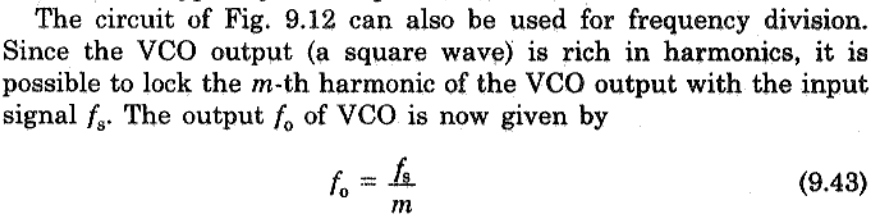 The circuit of Fig. 9.12 can also be used for frequency division.
Since the VCO output (a square wave) is rich in harmonics, it is
possible to lock the m-th harmonic of the VCO output with the input
signal fs. The output fo of VCO is now given by
fo = fs/m (9.43)